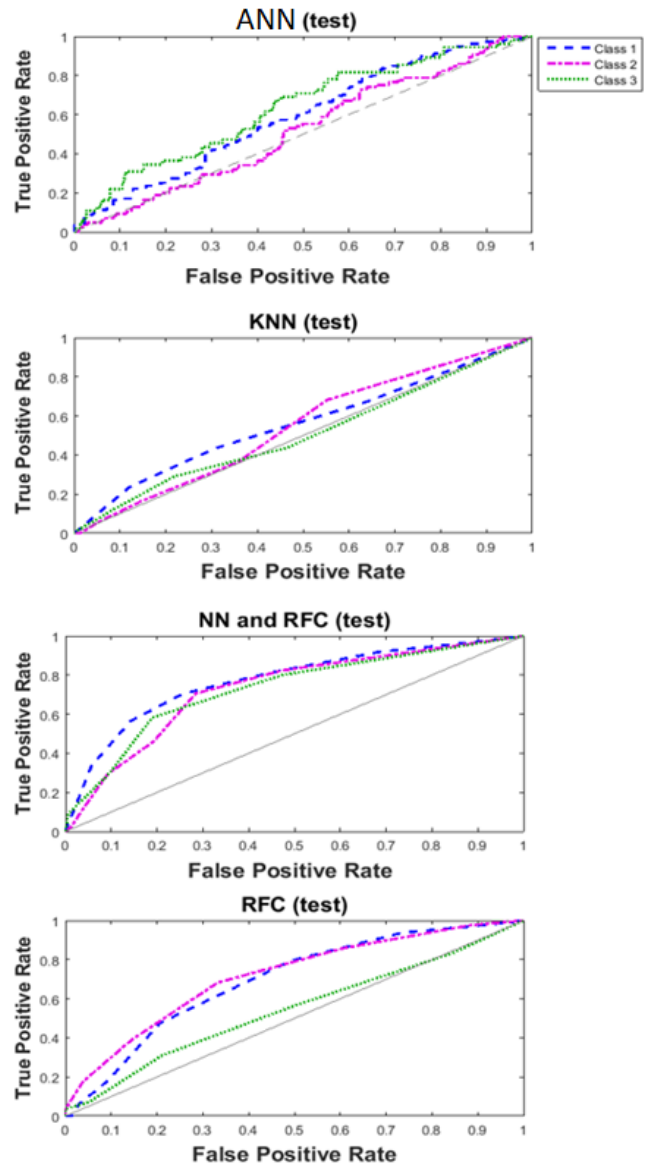 ANN (test)
True Positive Rate
1
0.8
0.6
0.4
0.2
0
0 0.1 0.2 0.3 0.4 0.5 0.6 0.7 0.8 0.9 1
False Positive Rate
Class 1
Class 2
Class 3
KNN (test)
True Positive Rate
1
0.8
0.6
0.4
0.2
0
0 0.1 0.2 0.3 0.4 0.5 0.6 0.7 0.8 0.9 1
False Positive Rate
NN and RFC (test)
True Positive Rate
1
0.8
0.6
0.4
0.2
0
0 0.1 0.2 0.3 0.4 0.5 0.6 0.7 0.8 0.9 1
False Positive Rate
RFC (test)
True Positive Rate
1
0.8
0.6
0.4
0.2
0
0 0.1 0.2 0.3 0.4 0.5 0.6 0.7 0.8 0.9 1
False Positive Rate